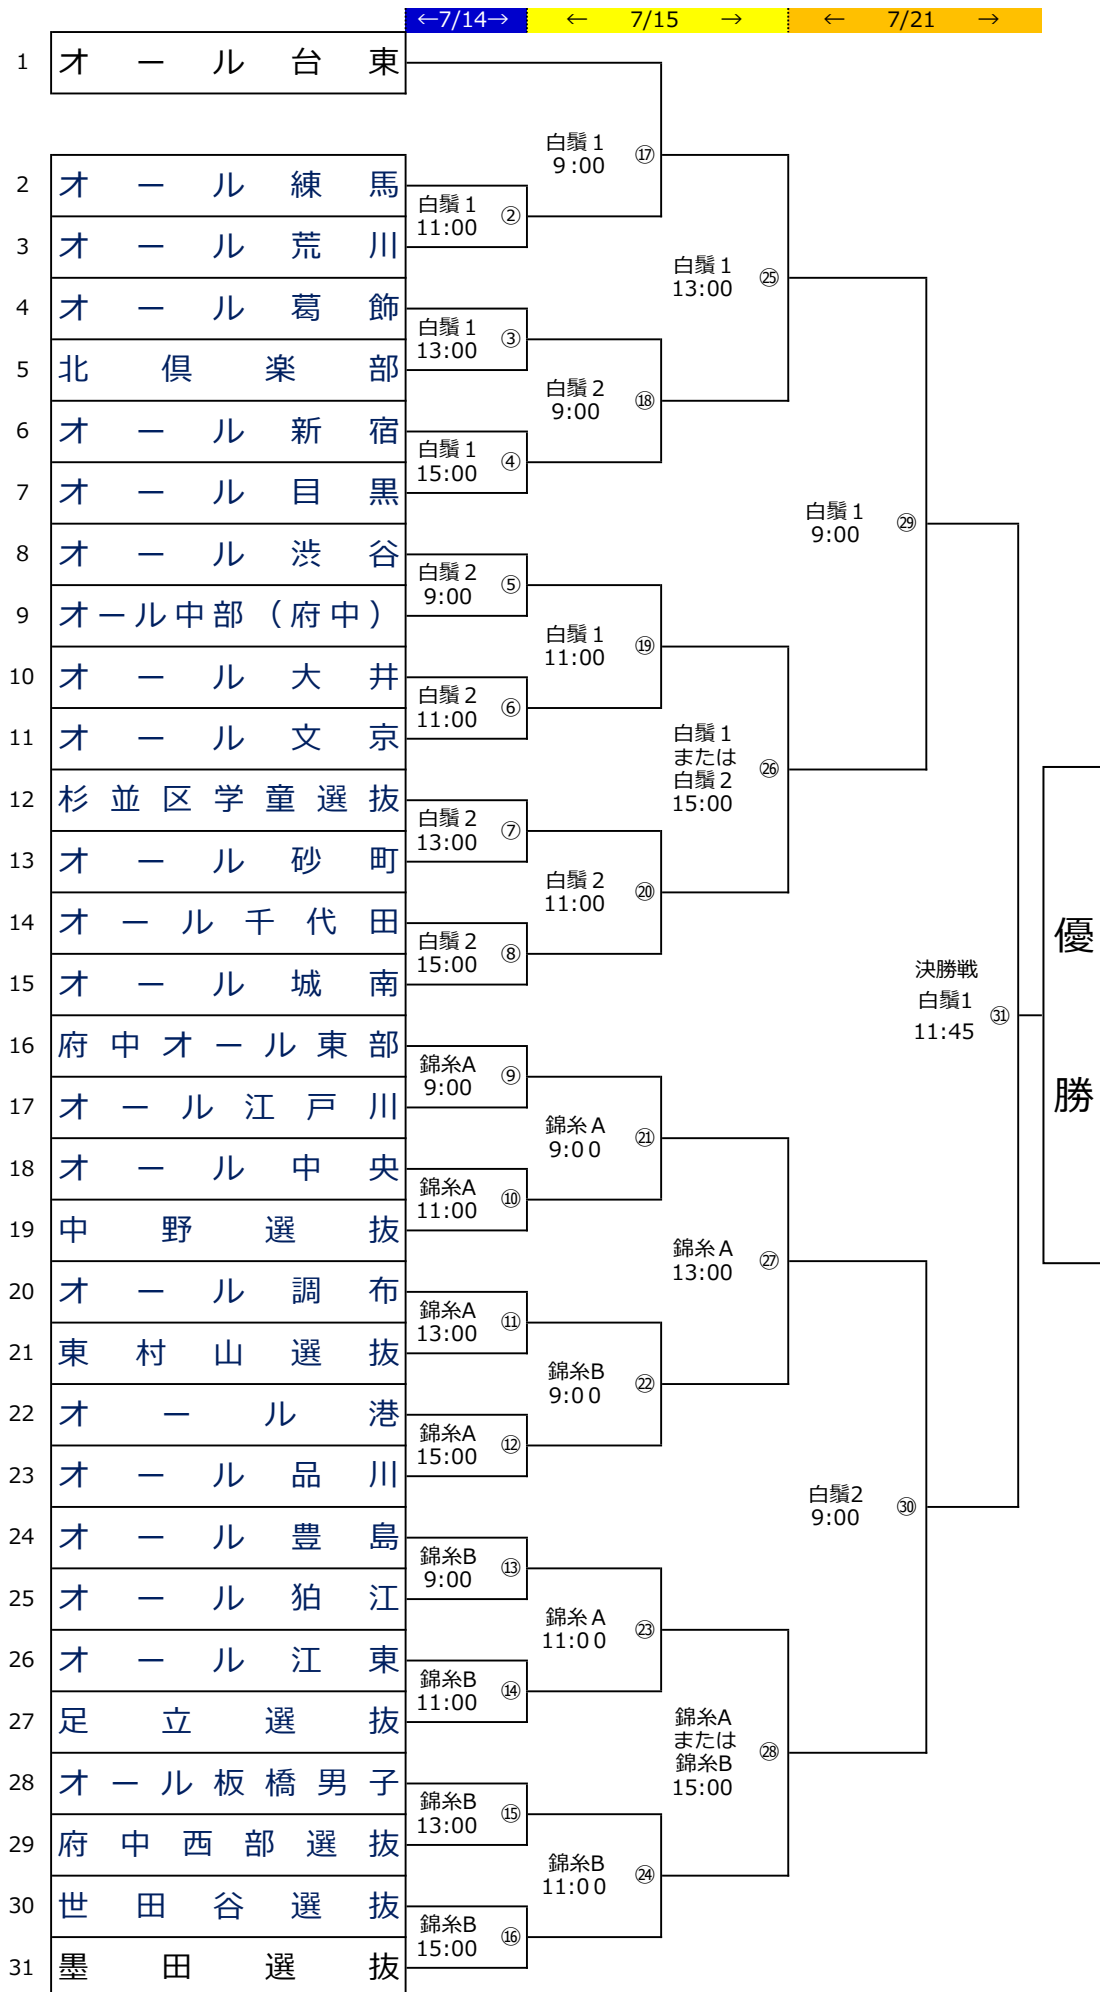 ←7/14→ ← 7/15 → ← 7/21 →
1 オール台東
白鬚1
9:00 ⑰
2 オール練馬
白鬚1
11:00 ②
3 オール荒川
白鬚1
13:00 ㉕
4 オール葛飾
白鬚1
13:00 ③
5 北倶楽部
白鬚2
9:00 ⑱
6 オール新宿
白鬚1
15:00 ④
7 オール目黒
白鬚1
9:00 ㉙
8 オール渋谷
白鬚2
9:00 ⑤
9 オール中部(府中)
白鬚1
11:00 ⑲
10 オール大井
白鬚2
11:00 ⑥
11 オール文京
白鬚1
または
白鬚2
15:00 ㉖
12 杉並区学童選抜
白鬚2
13:00 ⑦
13 オール砂町
白鬚2
11:00 ⑳
14 オール千代田
白鬚2
15:00 ⑧
15 オール城南
決勝戦
白鬚1
11:45 ㉛
優勝
16 府中オール東部
錦糸A
9:00 ⑨
17 オール江戸川
錦糸A
9:00 ㉑
18 オール中央
錦糸A
11:00 ⑩
19 中野選抜
錦糸A
13:00 ㉗
20 オール調布
錦糸A
13:00 ⑪
21 東村山選抜
錦糸B
9:00 ㉒
22 オール港
錦糸A
15:00 ⑫
23 オール品川
白鬚2
9:00 ㉚
24 オール豊島
錦糸B
9:00 ⑬
25 オール狛江
錦糸A
11:00 ㉓
26 オール江東
錦糸B
11:00 ⑭
27 足立選抜
錦糸A
または
錦糸B
15:00 ㉘
28 オール板橋男子
錦糸B
13:00 ⑮
29 府中西部選抜
錦糸B
11:00 ㉔
30 世田谷選抜
錦糸B
15:00 ⑯
31 墨田選抜